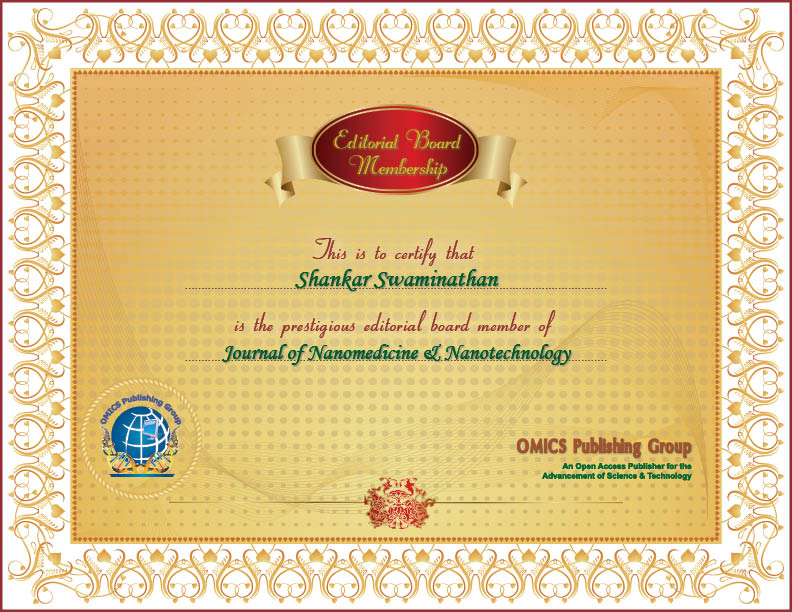 Editorial Board
Membership
This is to certify that
Shankar Swaminathan
is the prestigious editorial board member of
Journal of Nanomedicine & Nanotechnology
OMICS Publishing Group
OMICS Publishing Group
An Open Access Publisher for the
Advancement of Science & Technology